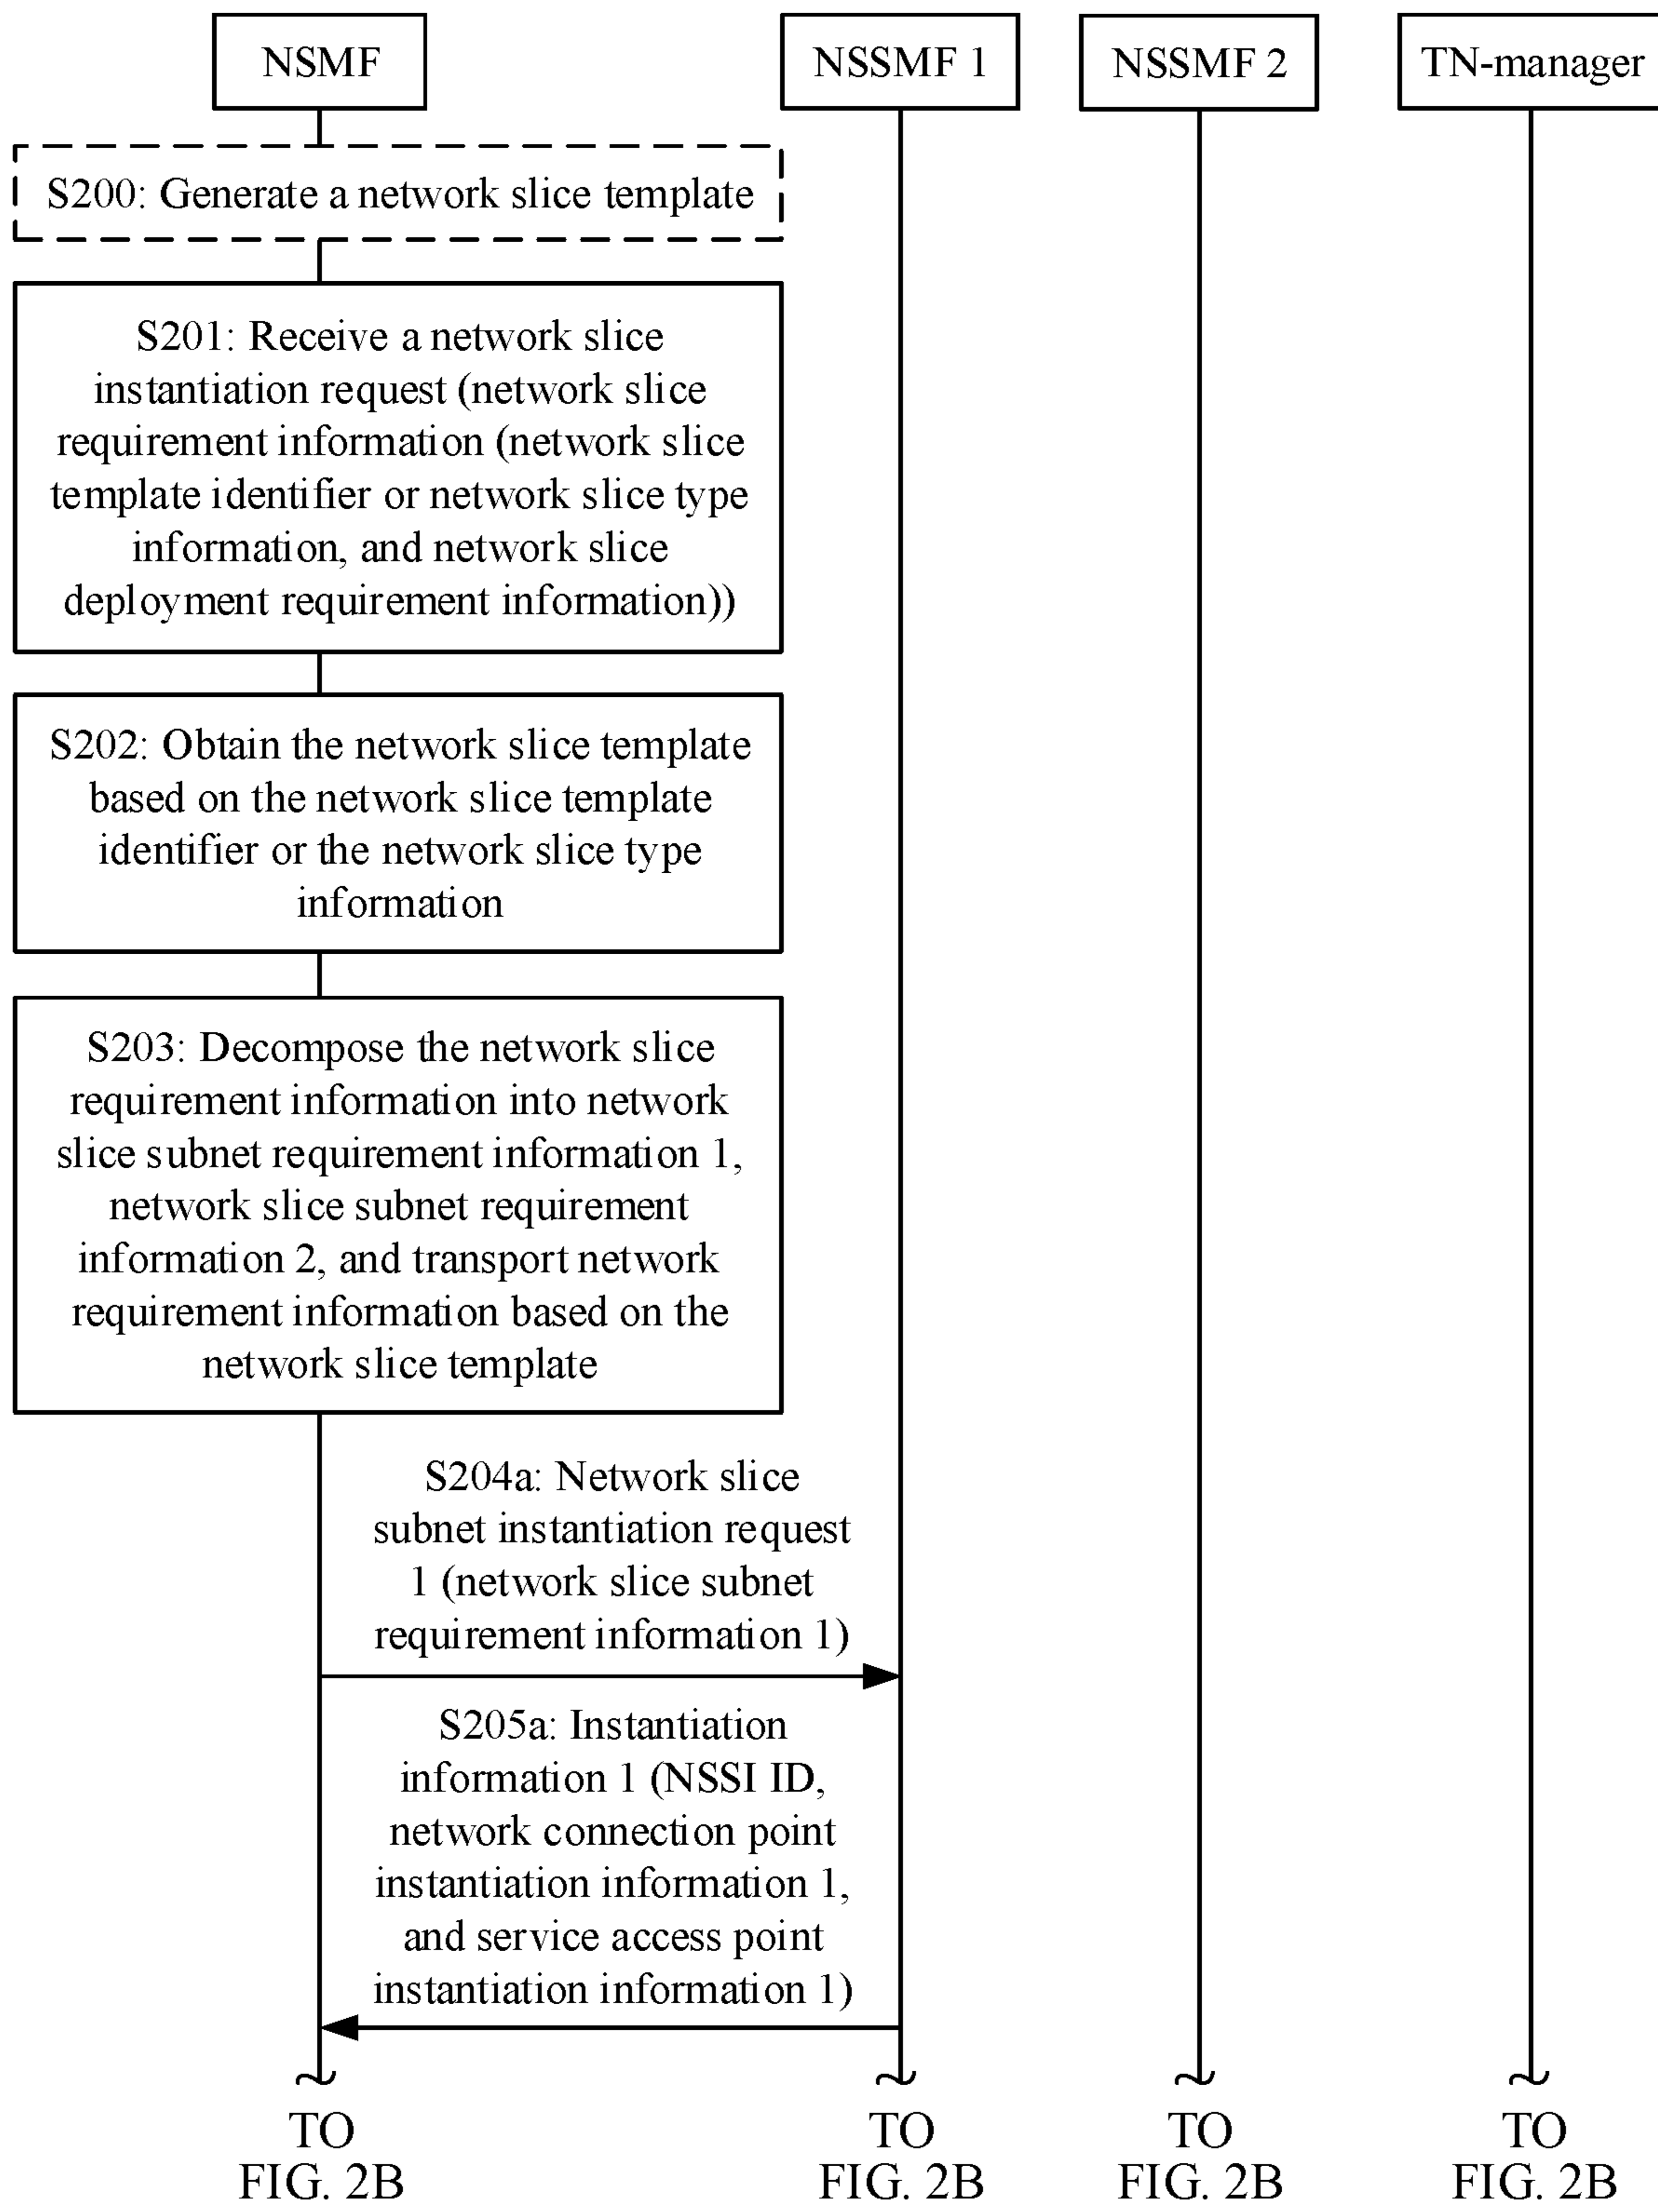 NSMF
NSSMF 1
NSSMF 2
TN-manager
S200: Generate a network slice template
S201: Receive a network slice
instantiation request (network slice
requirement information (network slice
template identifier or network slice type
information, and network slice
deployment requirement information))
S202: Obtain the network slice template
based on the network slice template
identifier or the network slice type
information
S203: Decompose the network slice
requirement information into network
slice subnet requirement information 1,
network slice subnet requirement
information 2, and transport network
requirement information based on the
network slice template
S204a: Network slice
subnet instantiation request
1 (network slice subnet
requirement information 1)
S205a: Instantiation
information 1 (NSSI ID,
network connection point
instantiation information 1,
and service access point
instantiation information 1)
TO
FIG. 2B
TO
FIG. 2B
TO
FIG. 2B
TO
FIG. 2B